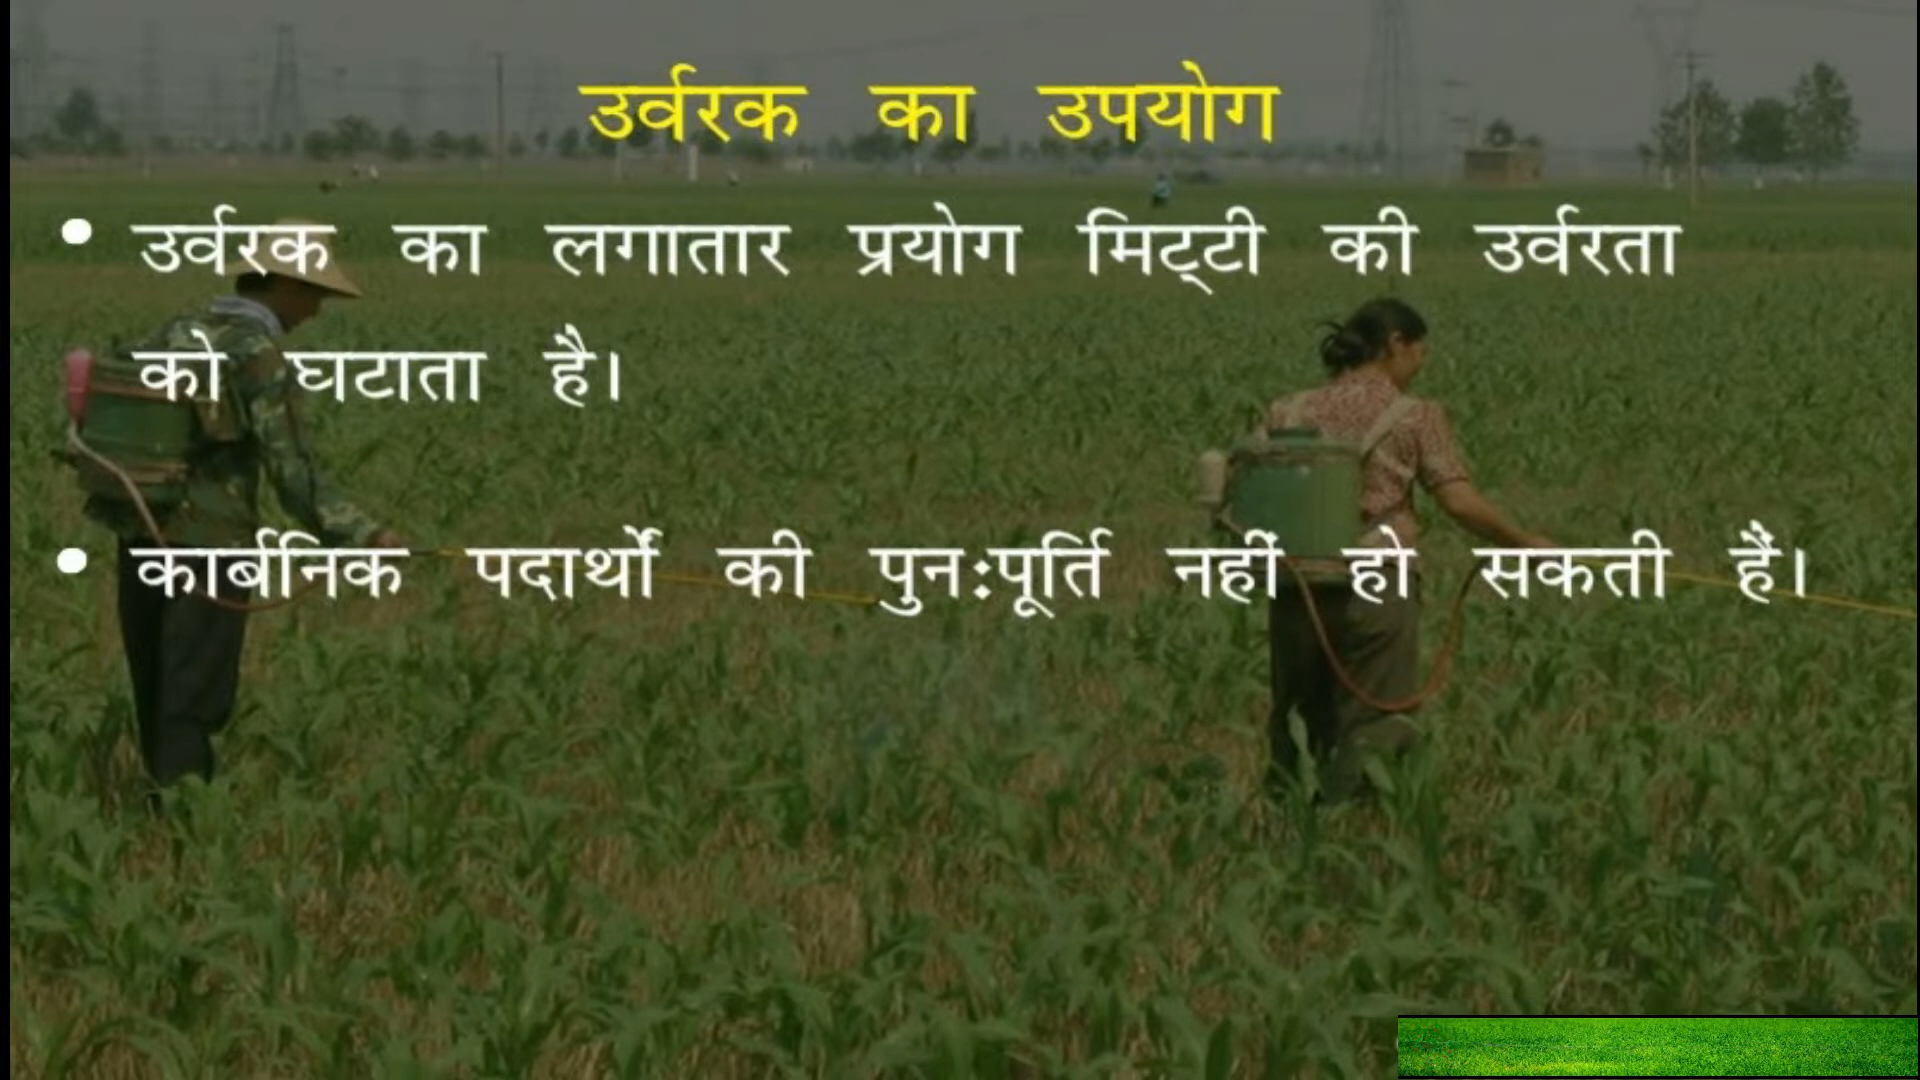 उर्वरक का उपयोग
• उर्वरक का लगातार प्रयोग मिट्टी की उर्वरता
को घटाता है।
• कार्बनिक पदार्थों की पुन:पूर्ति नहीं हो सकती हैं।